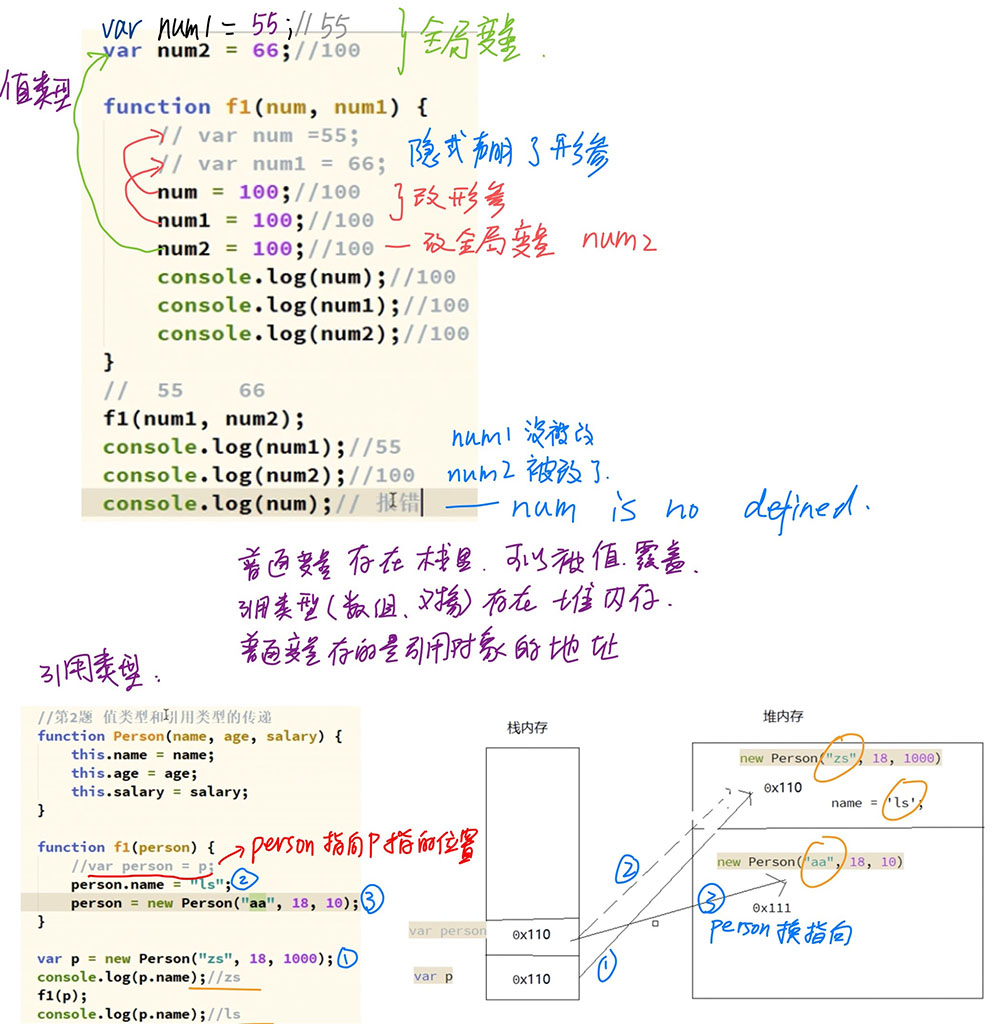 var num1 = 55;//55
var num2 = 66;//100
全局变量.
值类型
function f1(num, num1) {
// var num =55;
// var num1 = 66;
隐式声明了形参
num = 100;//100
num1 = 100;//100
改形参
num2 = 100;//100
— 改全局变量 num2
console.log(num);//100
console.log(num1);//100
console.log(num2);//100
}
// 55 66
f1(num1, num2);
console.log(num1);//55
num1 没被改
console.log(num2);//100
num2 被改了.
console.log(num);// 报错
— num is no defined.
普通变量存在栈里.可以被值覆盖.
引用类型(数组、对象)存在堆内存.
普通变量存的是引用对象的地址
引用类型.
//第2题 值类型和引用类型的传递
function Person(name, age, salary) {
this.name = name;
this.age = age;
this.salary = salary;
}
function f1(person) {
//var person = p;
person指向P指的位置
person.name = "ls"; ②
person = new Person("aa", 18, 10); ③
}
var p = new Person("zs", 18, 1000); ①
console.log(p.name);//zs
f1(p);
console.log(p.name);//ls
栈内存
var person
0x110
var p
0x110
②
③
①
堆内存
new Person("zs", 18, 1000)
0x110
name = 'ls';
new Person("aa", 18, 10)
0x111
person换指向